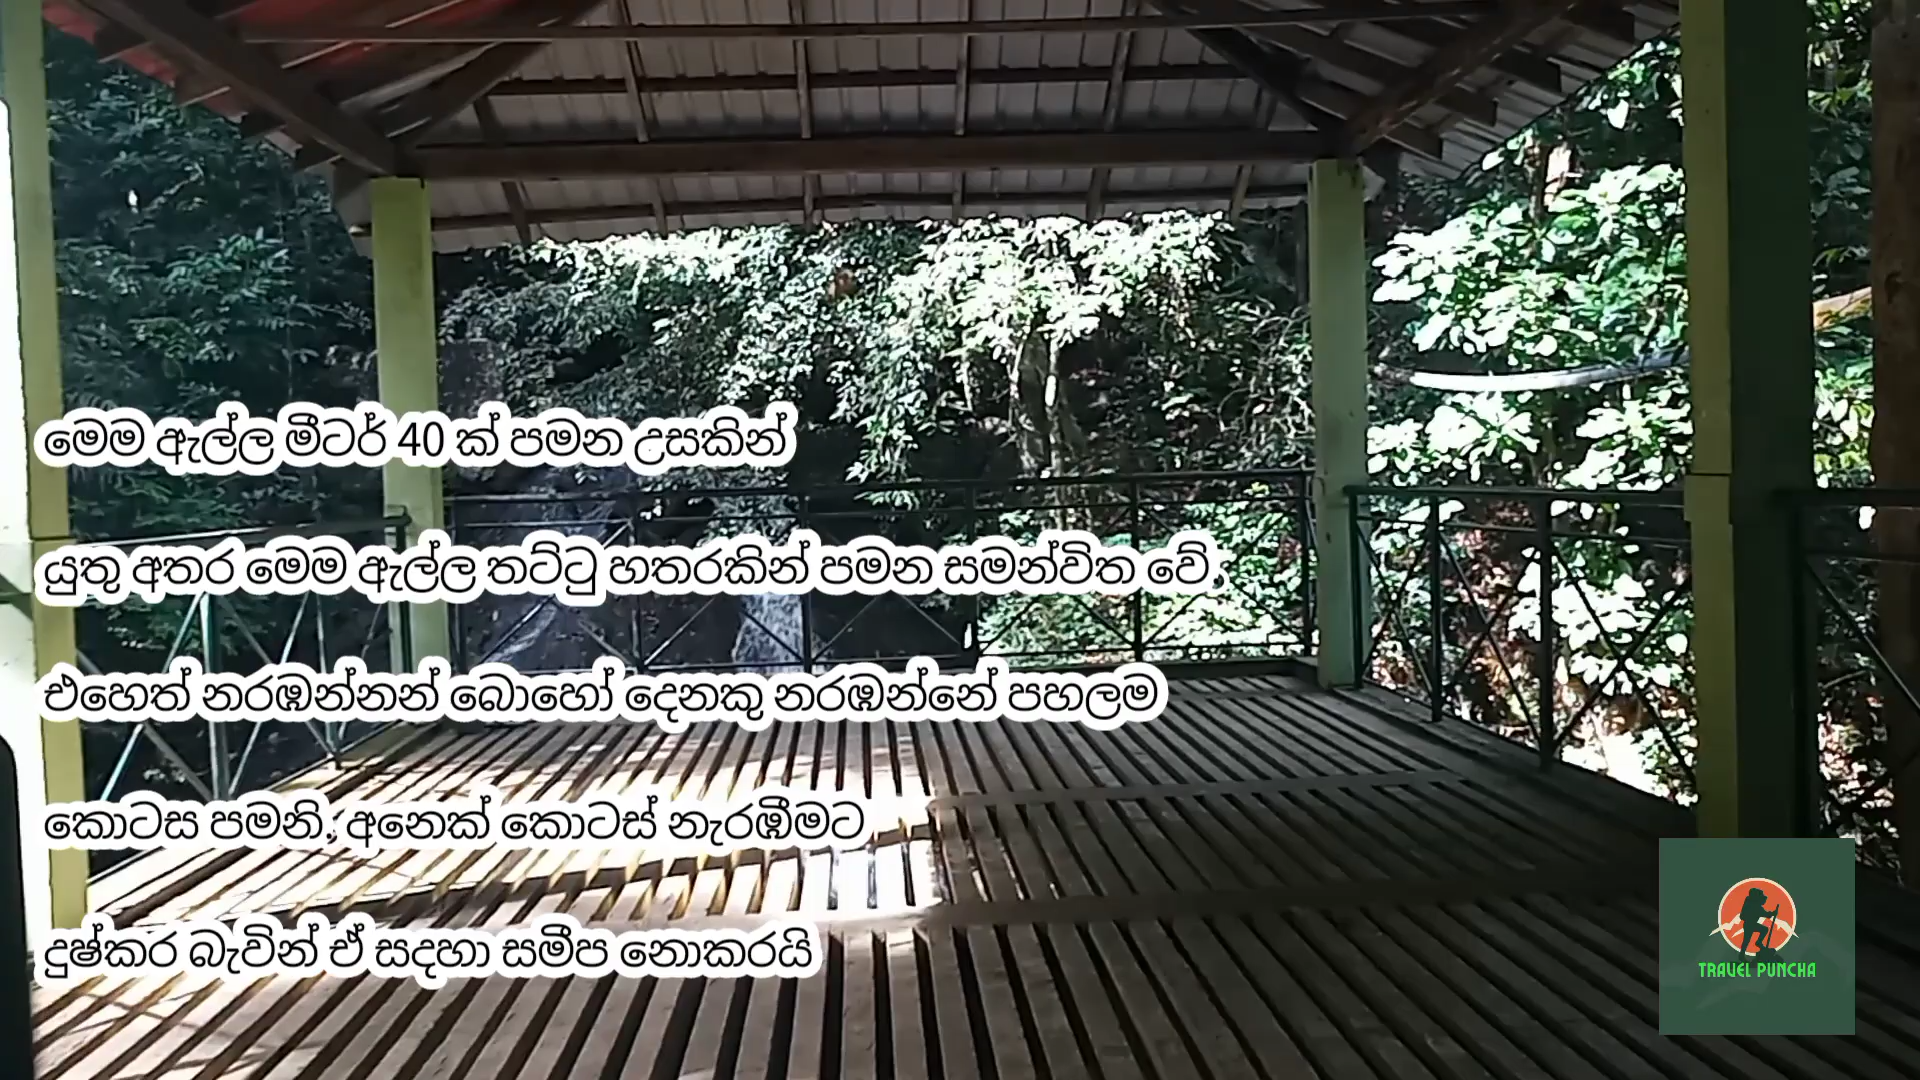 මෙම ඇල්ල මීටර් 40 ක් පමන උසකින්
යුතු අතර මෙම ඇල්ල තට්ටු හතරකින් පමන සමන්විත වේ.
එහෙත් නරඹන්නන් බොහෝ දෙනකු නරඹන්නේ පහලම
කොටස පමනි, අනෙක් කොටස් නැරඹීමට
දුෂ්කර බැවින් ඒ සදහා සමීප නොකරයි
TRAVEL PUNCHA